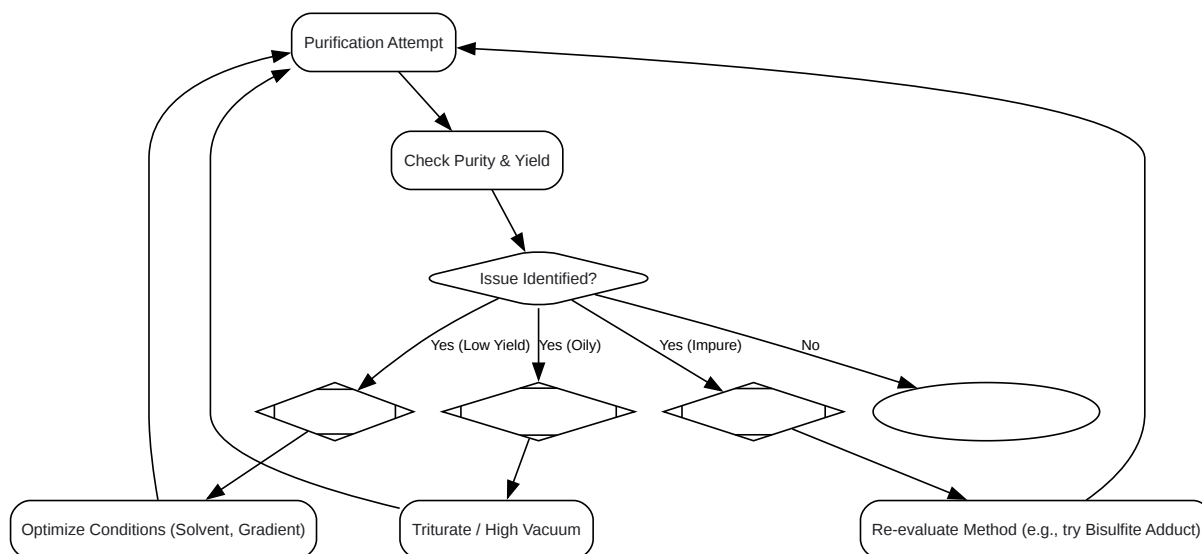 Purification Attempt
Check Purity & Yield
Issue Identified?
Yes (Low Yield)
Yes (Oily)
Yes (Impure)
No
Optimize Conditions (Solvent, Gradient)
Triturate / High Vacuum
Re-evaluate Method (e.g., try Bisulfite Adduct)